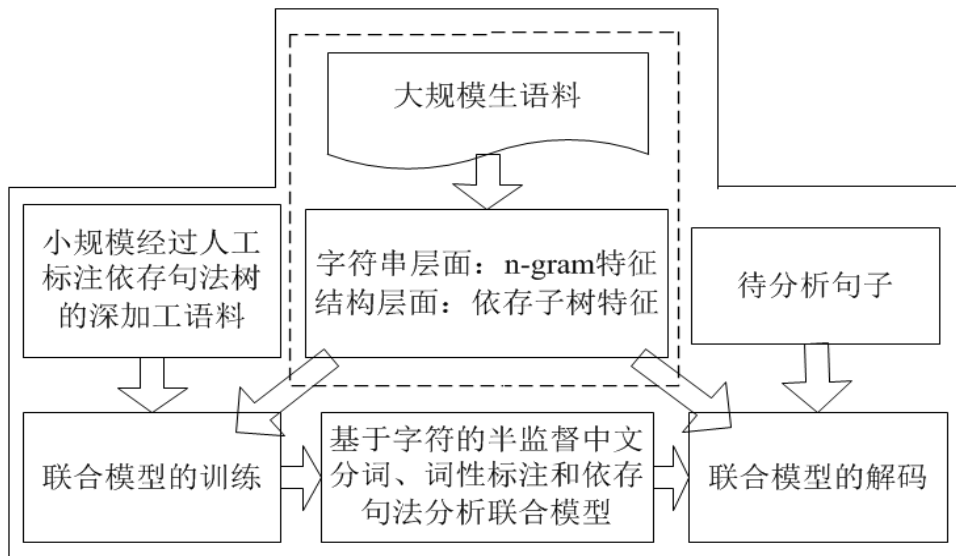 大规模生语料
小规模经过人工
标注依存句法树
的深加工语料
字符串层面：n-gram特征
结构层面：依存子树特征
待分析句子
联合模型的训练
基于字符的半监督中文
分词、词性标注和依存
句法分析联合模型
联合模型的解码